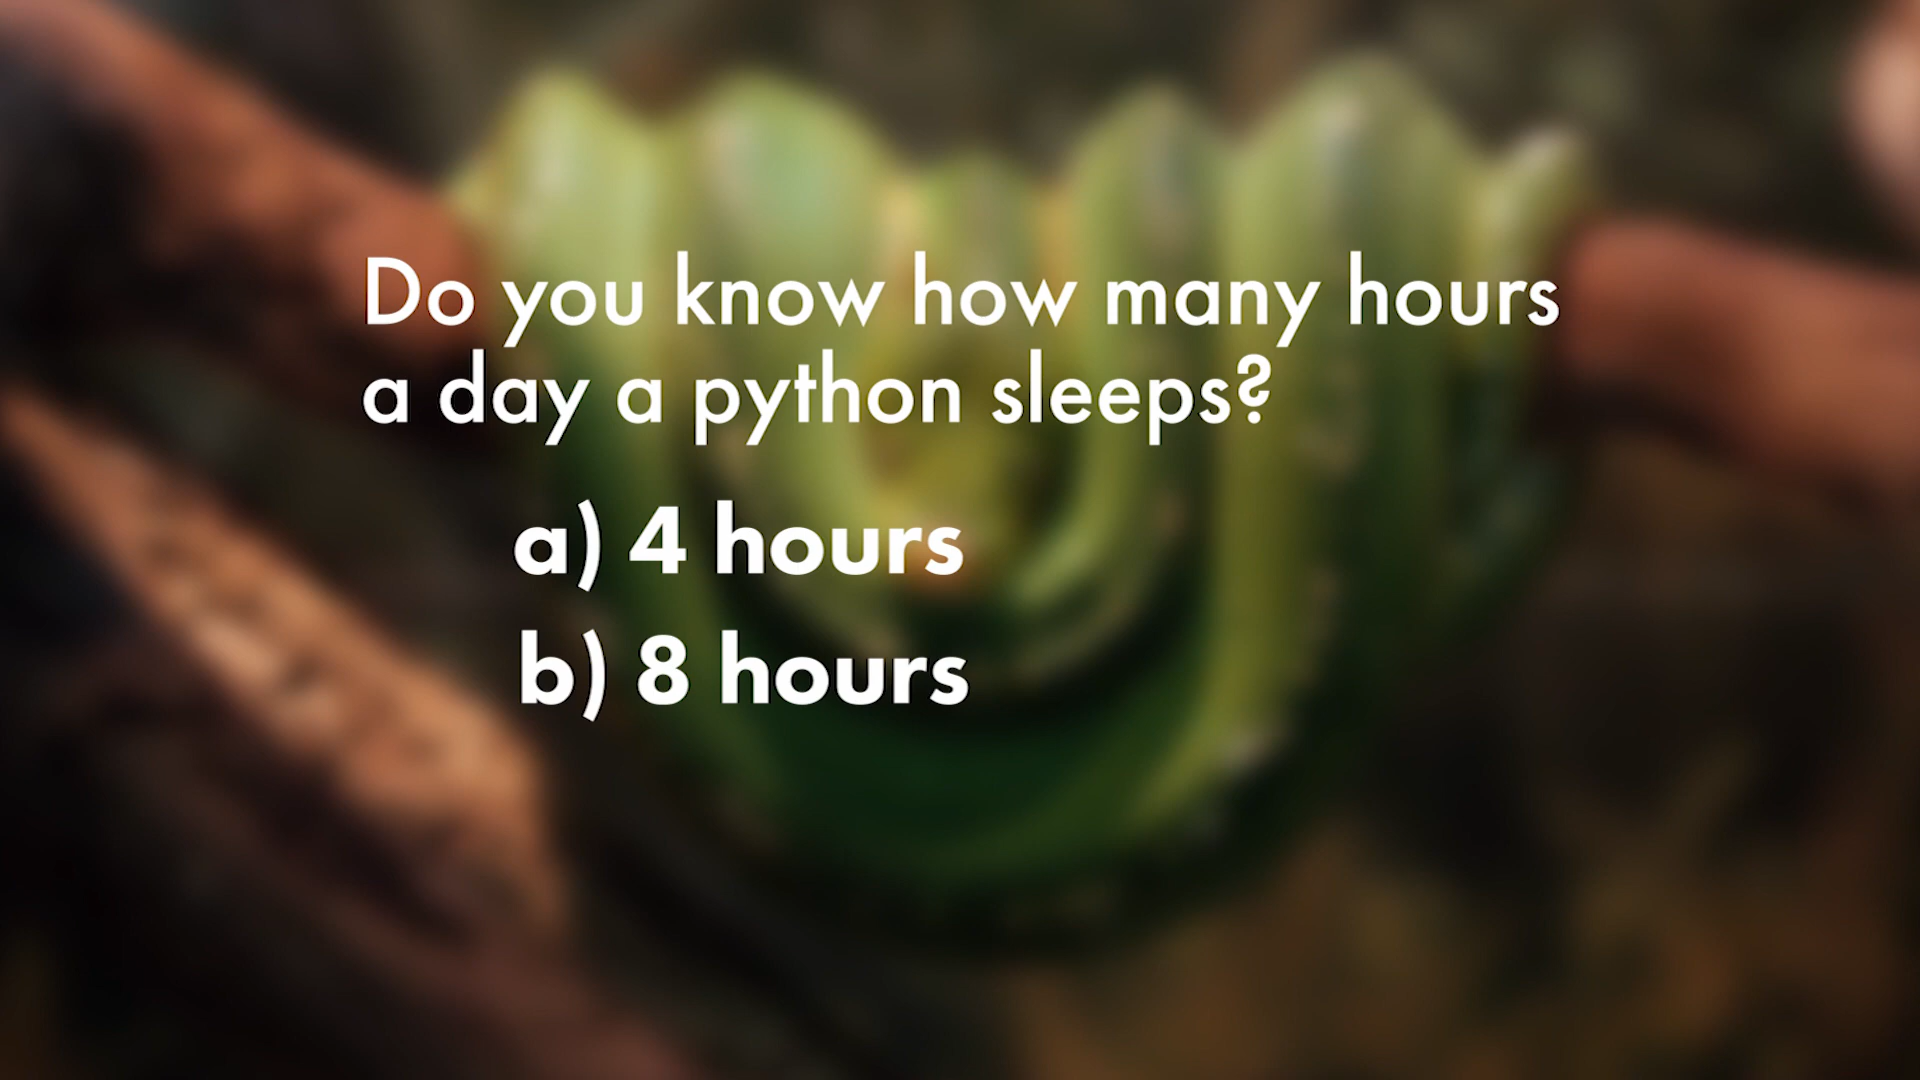 Do you know how many hours
a day a python sleeps?
a) 4 hours
b) 8 hours